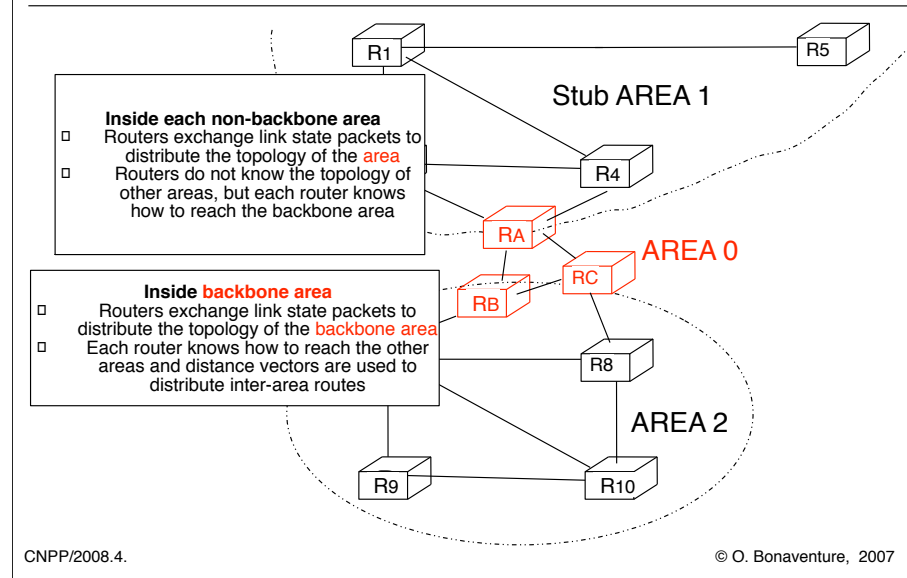 R1
R5
Stub AREA 1
Inside each non-backbone area
▯ Routers exchange link state packets to
distribute the topology of the area
▯ Routers do not know the topology of
other areas, but each router knows
how to reach the backbone area
R4
RA
AREA 0
RC
RB
Inside backbone area
▯ Routers exchange link state packets to
distribute the topology of the backbone area
▯ Each router knows how to reach the other
areas and distance vectors are used to
distribute inter-area routes
R8
AREA 2
R9
R10
CNPP/2008.4.
© O. Bonaventure, 2007